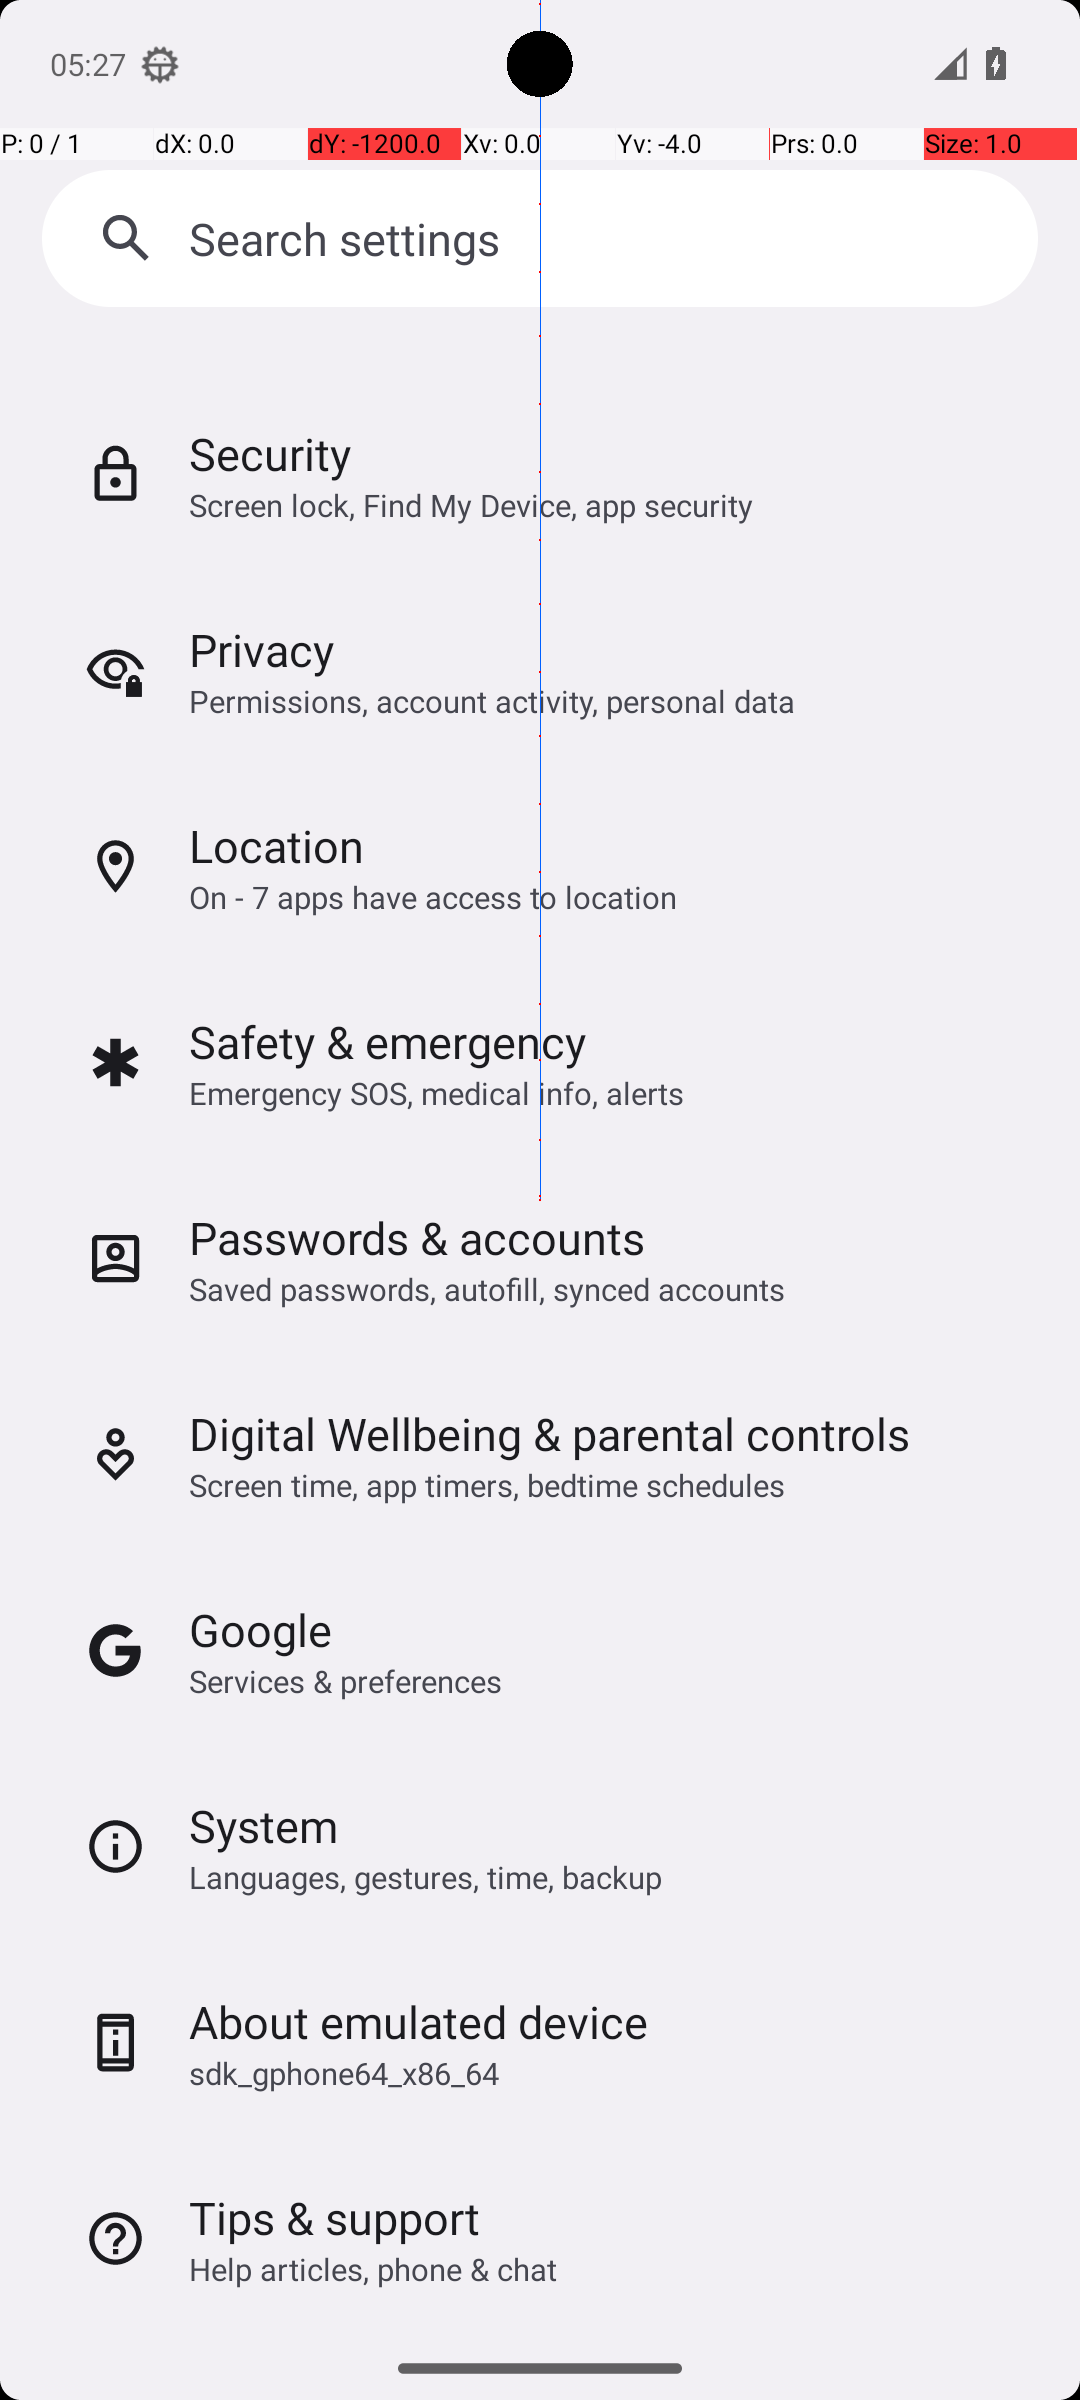 05:27
P: 0 / 1 dX: 0.0 dY: -1200.0 Xv: 0.0 Yv: -4.0 Prs: 0.0 Size: 1.0
Search settings
Security
Screen lock, Find My Device, app security
Privacy
Permissions, account activity, personal data
Location
On - 7 apps have access to location
Safety & emergency
Emergency SOS, medical info, alerts
Passwords & accounts
Saved passwords, autofill, synced accounts
Digital Wellbeing & parental controls
Screen time, app timers, bedtime schedules
Google
Services & preferences
System
Languages, gestures, time, backup
About emulated device
sdk_gphone64_x86_64
Tips & support
Help articles, phone & chat